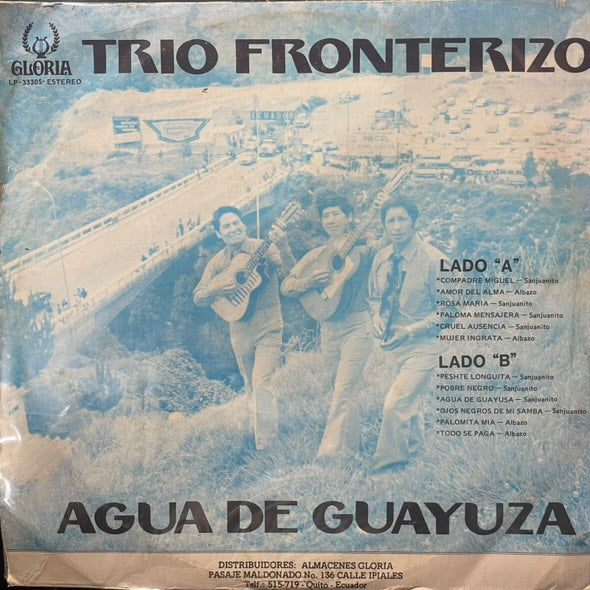 TRIO FRONTERIZO
GLORIA
LP-33305- ESTEREO
ECUADOR
INECEL
LADO "A"
*COMPADRE MIGUEL — Sanjuanito
*AMOR DEL ALMA — Albazo
*ROSA MARIA — Sanjuanito
*PALOMA MENSAJERA — Sanjuanito
*CRUEL AUSENCIA — Sanjuanito
*MUJER INGRATA — Albazo
LADO "B"
*PESHTE LONGUITA — Sanjuanito
*POBRE NEGRO — Sanjuanito
*AGUA DE GUAYUSA — Sanjuanito
*OJOS NEGROS DE MI SAMBA — Sanjuanito
*PALOMITA MIA — Albazo
*TODO SE PAGA — Albazo
AGUA DE GUAYUZA
DISTRIBUIDORES: ALMACENES GLORIA
PASAJE MALDONADO No. 136 CALLE IPIALES
Telf.: 515-719 - Quito - Ecuador